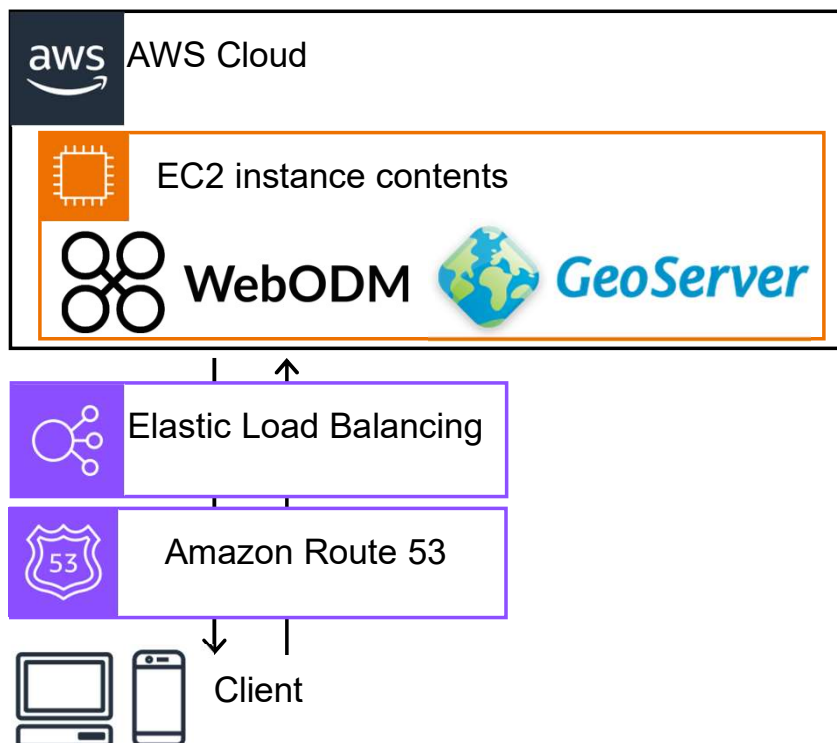 aws AWS Cloud
EC2 instance contents
WebODM GeoServer
Elastic Load Balancing
53 Amazon Route 53
Client